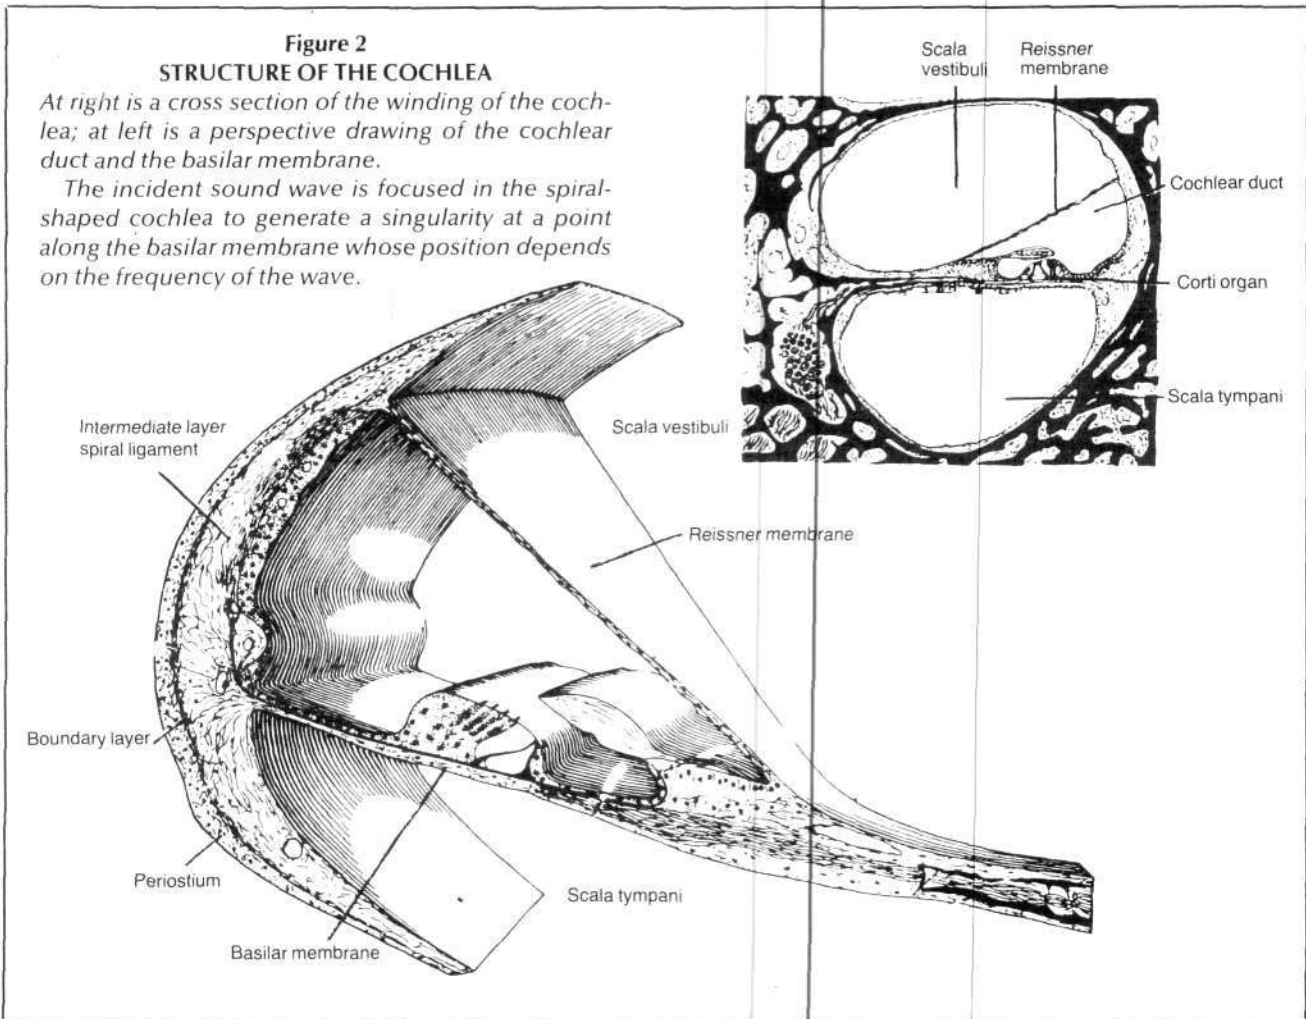 Figure 2
STRUCTURE OF THE COCHLEA
At right is a cross section of the winding of the coch-
lea; at left is a perspective drawing of the cochlear
duct and the basilar membrane.
The incident sound wave is focused in the spiral-
shaped cochlea to generate a singularity at a point
along the basilar membrane whose position depends
on the frequency of the wave.
Scala
vestibuli
Reissner
membrane
Cochlear duct
Corti organ
Scala tympani
Intermediate layer
spiral ligament
Scala vestibuli
Reissner membrane
Boundary layer
Periostium
Scala tympani
Basilar membrane